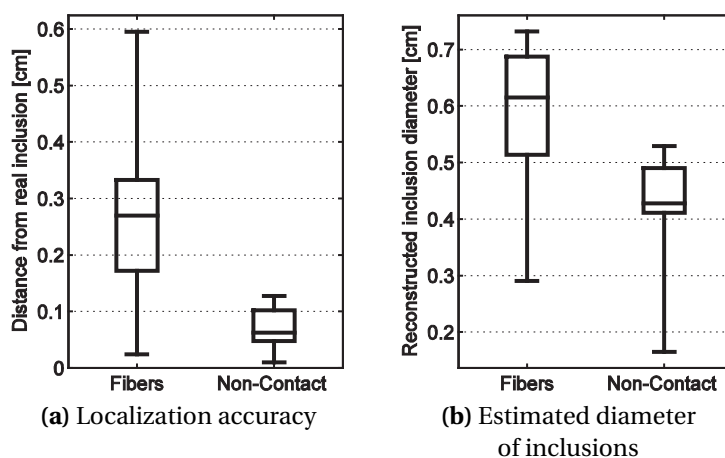 Distance from real inclusion [cm]
0.6
0.5
0.4
0.3
0.2
0.1
0
Fibers Non-Contact
(a) Localization accuracy
Reconstructed inclusion diameter [cm]
0.7
0.6
0.5
0.4
0.3
0.2
Fibers Non-Contact
(b) Estimated diameter
of inclusions